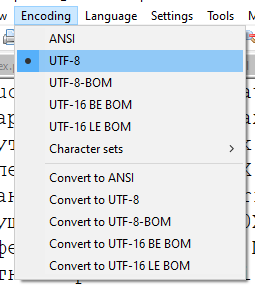 Encoding Language Settings Tools
ANSI
UTF-8
UTF-8-BOM
UTF-16 BE BOM
UTF-16 LE BOM
Character sets
Convert to ANSI
Convert to UTF-8
Convert to UTF-8-BOM
Convert to UTF-16 BE BOM
Convert to UTF-16 LE BOM